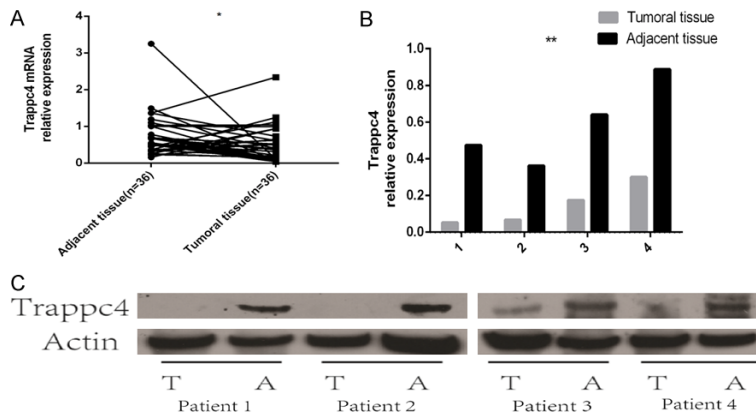 A
*
Trappc4 mRNA
relative expression
4
3
2
1
0
Adjacent tissue(n=36)
Tumoral tissue(n=36)
B
**
Tumoral tissue
Adjacent tissue
Trappc4
relative expression
1.0
0.8
0.6
0.4
0.2
0.0
1
2
3
4
C
Trappc4
Actin
T A T A T A T A
Patient 1 Patient 2 Patient 3 Patient 4